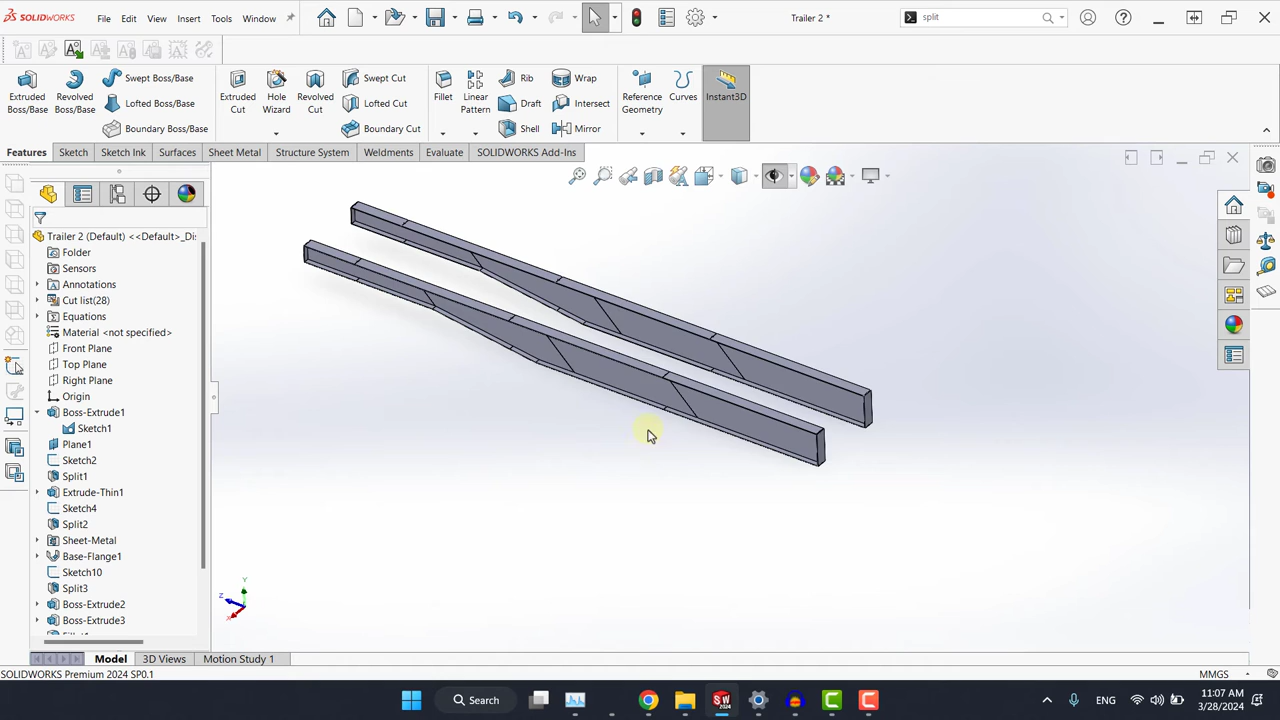 SOLIDWORKS File Edit View Insert Tools Window Trailer 2 * split
Extruded Boss/Base Revolved Boss/Base Swept Boss/Base Extruded Cut Hole Wizard Revolved Cut Swept Cut Fillet Linear Pattern Rib Wrap Reference Geometry Curves Instant3D
Lofted Boss/Base Lofted Cut Draft Intersect
Boundary Boss/Base Boundary Cut Shell Mirror
Features Sketch Sketch Ink Surfaces Sheet Metal Structure System Weldments Evaluate SOLIDWORKS Add-Ins
Trailer 2 (Default) <<Default>_Di
Folder
Sensors
Annotations
Cut list(28)
Equations
Material <not specified>
Front Plane
Top Plane
Right Plane
Origin
Boss-Extrude1
Sketch1
Plane1
Sketch2
Split1
Extrude-Thin1
Sketch4
Split2
Sheet-Metal
Base-Flange1
Sketch10
Split3
Boss-Extrude2
Boss-Extrude3
Y
Z
X
Model 3D Views Motion Study 1
SOLIDWORKS Premium 2024 SP0.1 MMGS
Search ENG 11:07 AM
3/28/2024